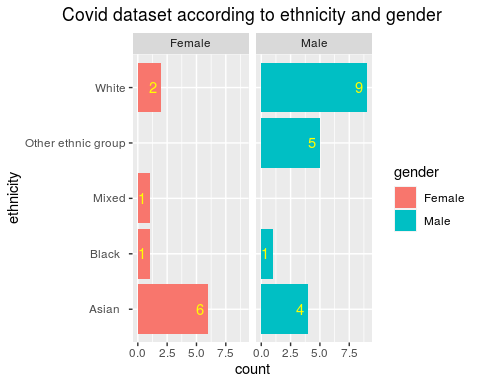 Covid dataset according to ethnicity and gender
Female Male
White 2 9
Other ethnic group 5
Mixed 1
Black 1 1
Asian 6 4
0.0 2.5 5.0 7.5 0.0 2.5 5.0 7.5
count
ethnicity
gender
Female
Male